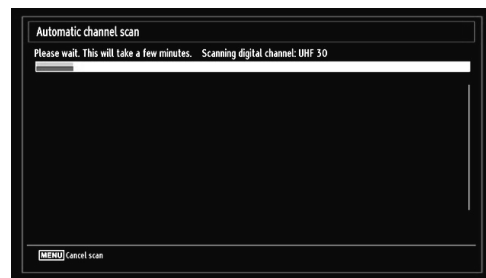 Automatic channel scan
Please wait. This will take a few minutes. Scanning digital channel: UHF 30
MENU Cancel scan